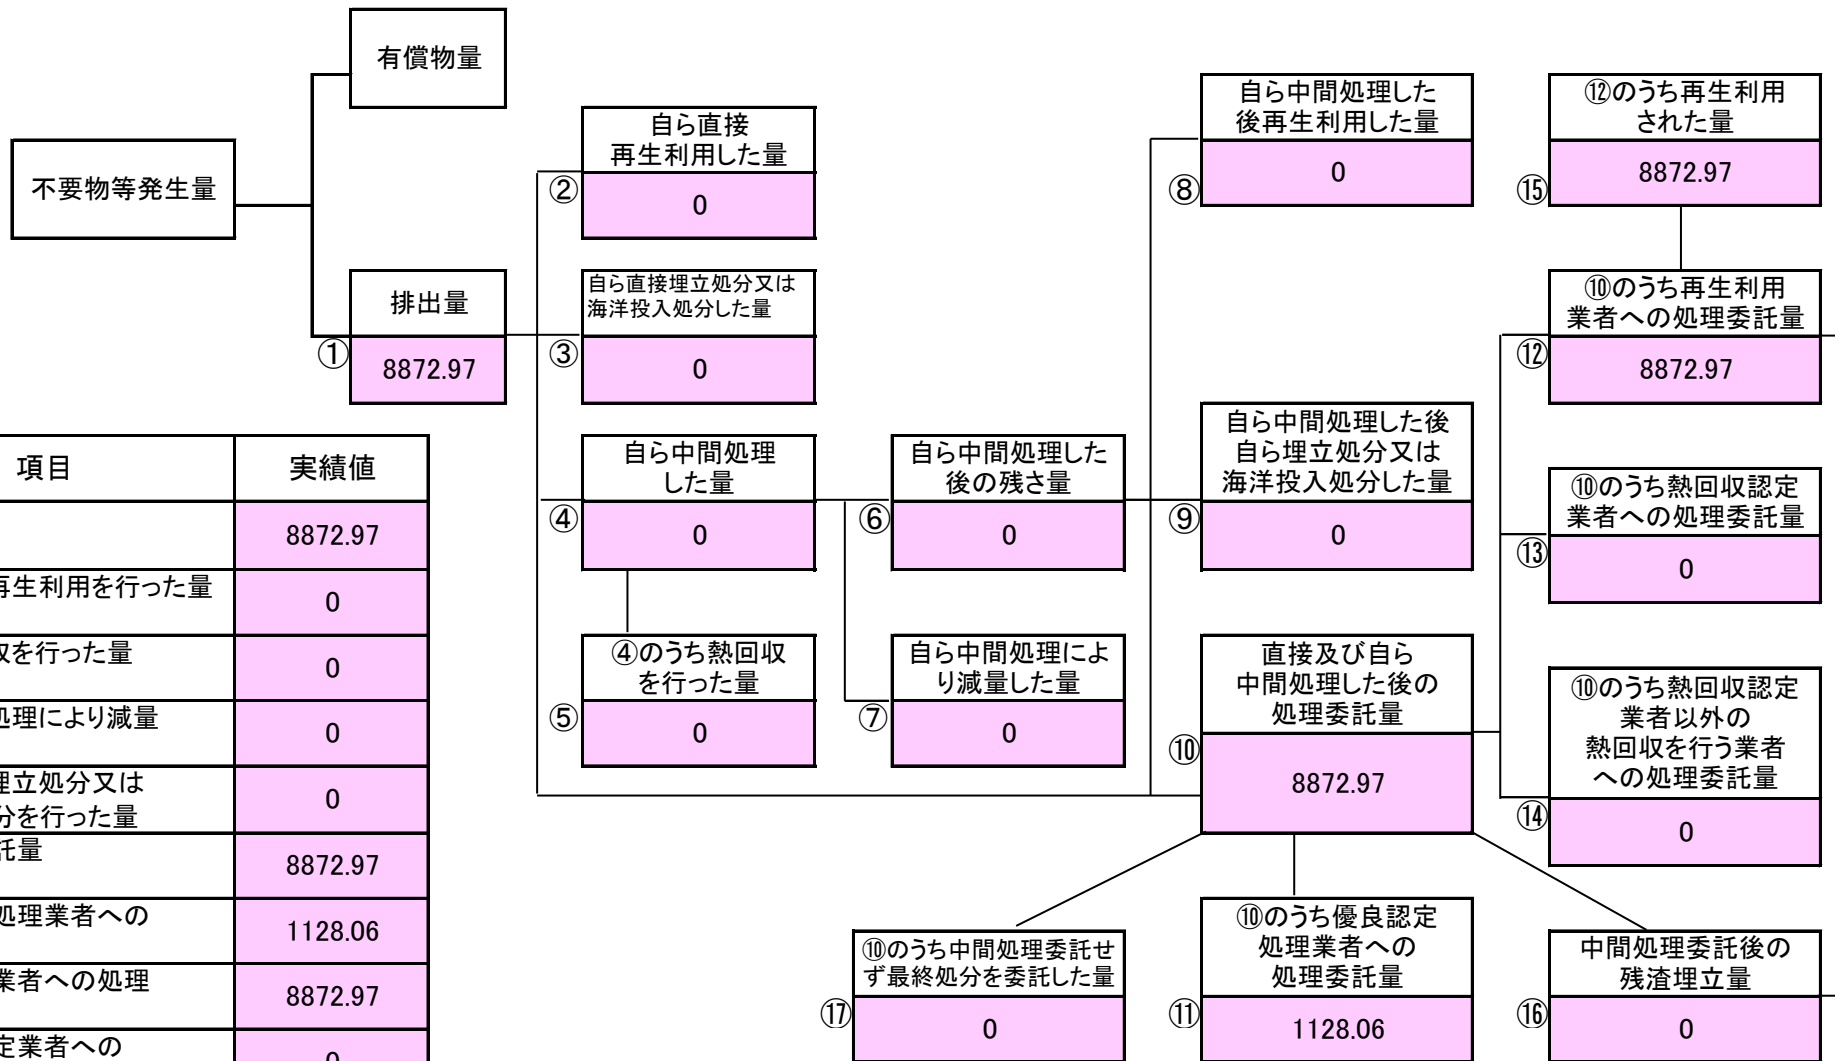 有償物量
不要物等発生量
排出量
①
8872.97
自ら直接
再生利用した量
②
0
自ら直接埋立処分又は
海洋投入処分した量
③
0
自ら中間処理
した量
④
0
④のうち熱回収
を行った量
⑤
0
自ら中間処理した
後の残さ量
⑥
0
自ら中間処理によ
り減量した量
⑦
0
自ら中間処理した
後再生利用した量
⑧
0
自ら中間処理した後
自ら埋立処分又は
海洋投入処分した量
⑨
0
直接及び自ら
中間処理した後の
処理委託量
⑩
8872.97
⑫のうち再生利用
された量
⑮
8872.97
⑩のうち再生利用
業者への処理委託量
⑫
8872.97
⑩のうち熱回収認定
業者への処理委託量
⑬
0
⑩のうち熱回収認定
業者以外の
熱回収を行う業者
への処理委託量
⑭
0
⑩のうち中間処理委託せ
ず最終処分を委託した量
⑰
0
⑩のうち優良認定
処理業者への
処理委託量
⑪
1128.06
中間処理委託後の
残渣埋立量
⑯
0
項目 実績値
8872.97
再生利用を行った量 0
を行った量 0
処理により減量 0
埋立処分又は
分を行った量 0
託量 8872.97
処理業者への 1128.06
業者への処理 8872.97
定業者への 0